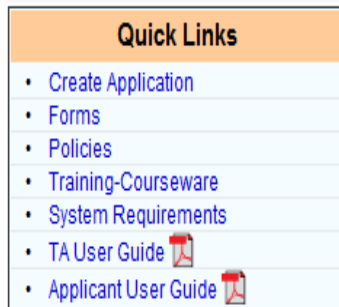 Quick Links
• Create Application
• Forms
• Policies
• Training-Courseware
• System Requirements
• TA User Guide
• Applicant User Guide